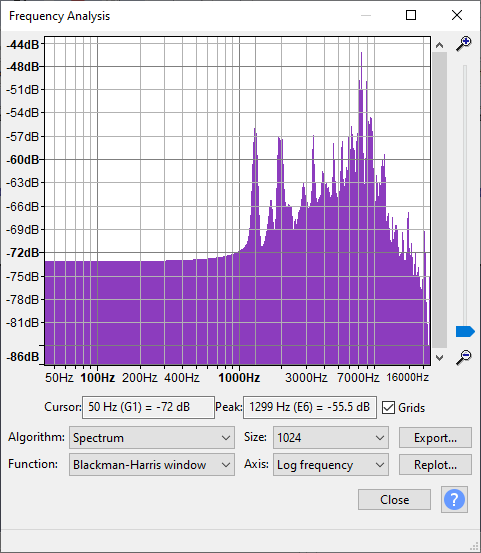 Frequency Analysis
-44dB
-48dB
-51dB
-54dB
-57dB
-60dB
-63dB
-66dB
-69dB
-72dB
-75dB
-78dB
-81dB
-86dB
50Hz 100Hz 200Hz 400Hz 1000Hz 3000Hz 7000Hz 16000Hz
Cursor: 50 Hz (G1) = -72 dB Peak: 1299 Hz (E6) = -55.5 dB Grids
Algorithm: Spectrum Size: 1024 Export...
Function: Blackman-Harris window Axis: Log frequency Replot...
Close ?